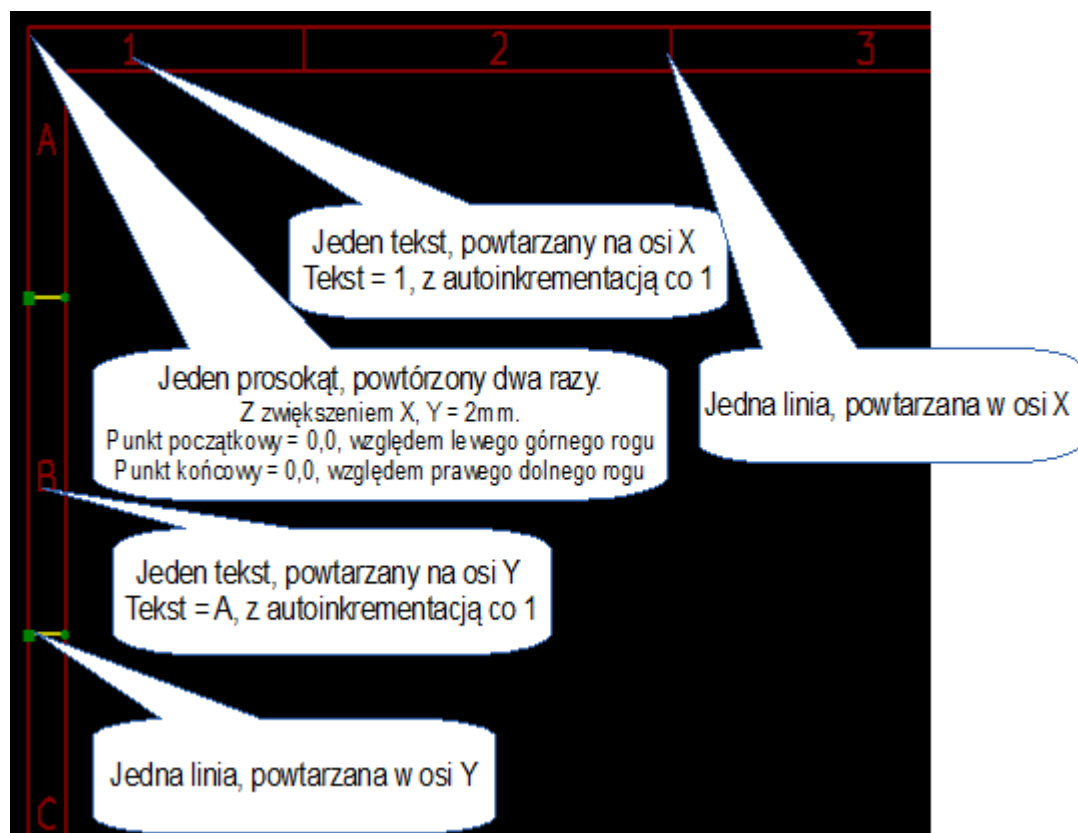 1 2 3
A
Jeden tekst, powtarzany na osi X
Tekst = 1, z autoinkrementacją co 1
Jeden prosokąt, powtórzony dwa razy.
Z zwiększeniem X, Y = 2mm.
Punkt początkowy = 0,0, względem lewego górnego rogu
Punkt końcowy = 0,0, względem prawego dolnego rogu
Jedna linia, powtarzana w osi X
B
Jeden tekst, powtarzany na osi Y
Tekst = A, z autoinkrementacją co 1
Jedna linia, powtarzana w osi Y
C